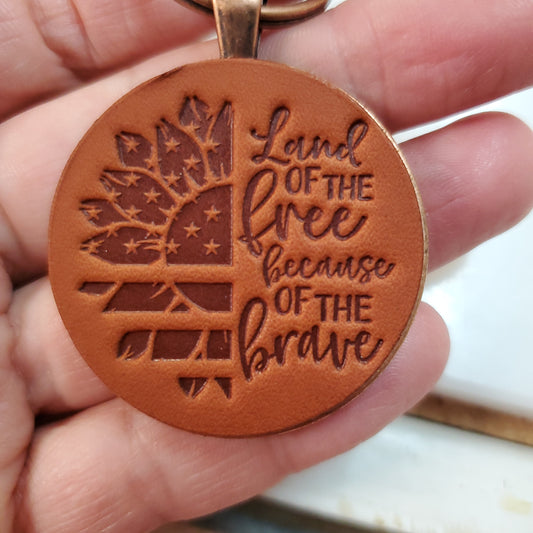 Land
OF THE
free
because
OF THE
brave